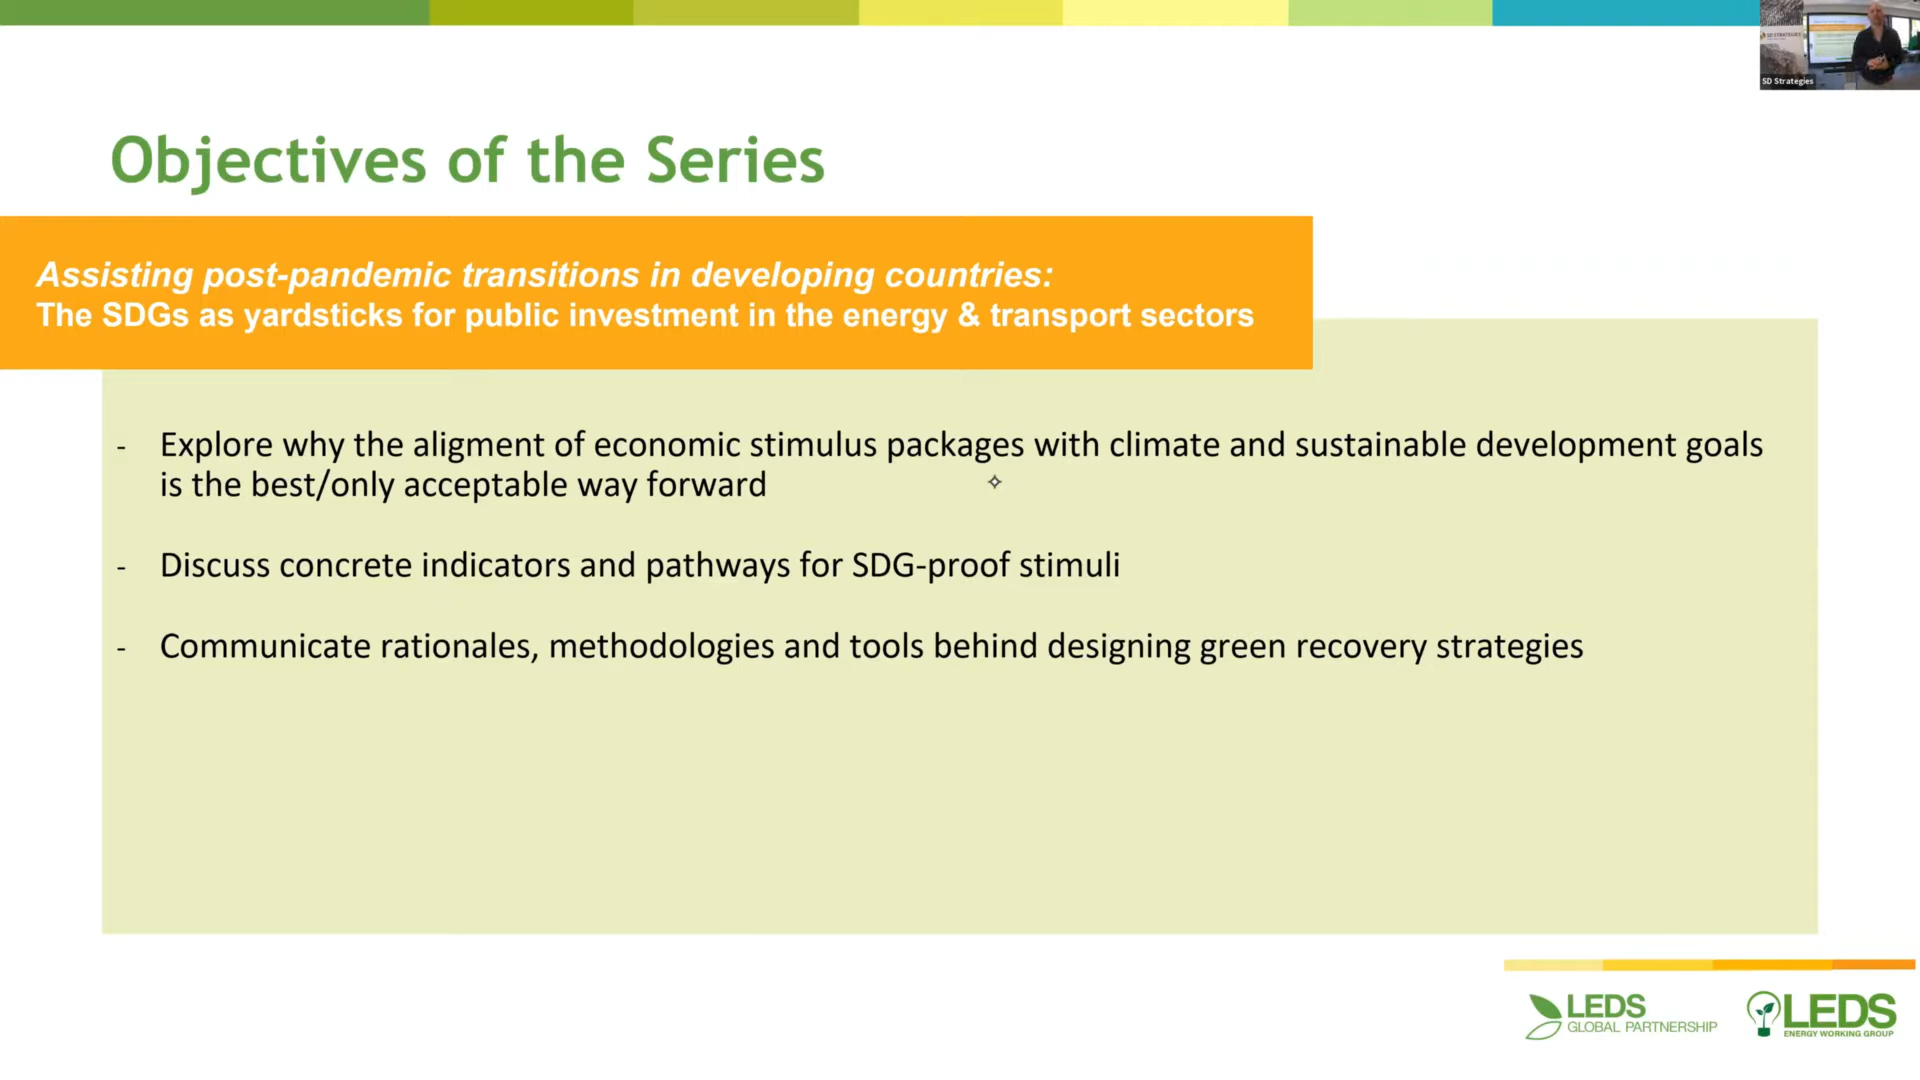 SD Strategies
Objectives of the Series
Assisting post-pandemic transitions in developing countries:
The SDGs as yardsticks for public investment in the energy & transport sectors
- Explore why the aligment of economic stimulus packages with climate and sustainable development goals
is the best/only acceptable way forward
- Discuss concrete indicators and pathways for SDG-proof stimuli
- Communicate rationales, methodologies and tools behind designing green recovery strategies
LEDS
GLOBAL PARTNERSHIP
LEDS
ENERGY WORKING GROUP